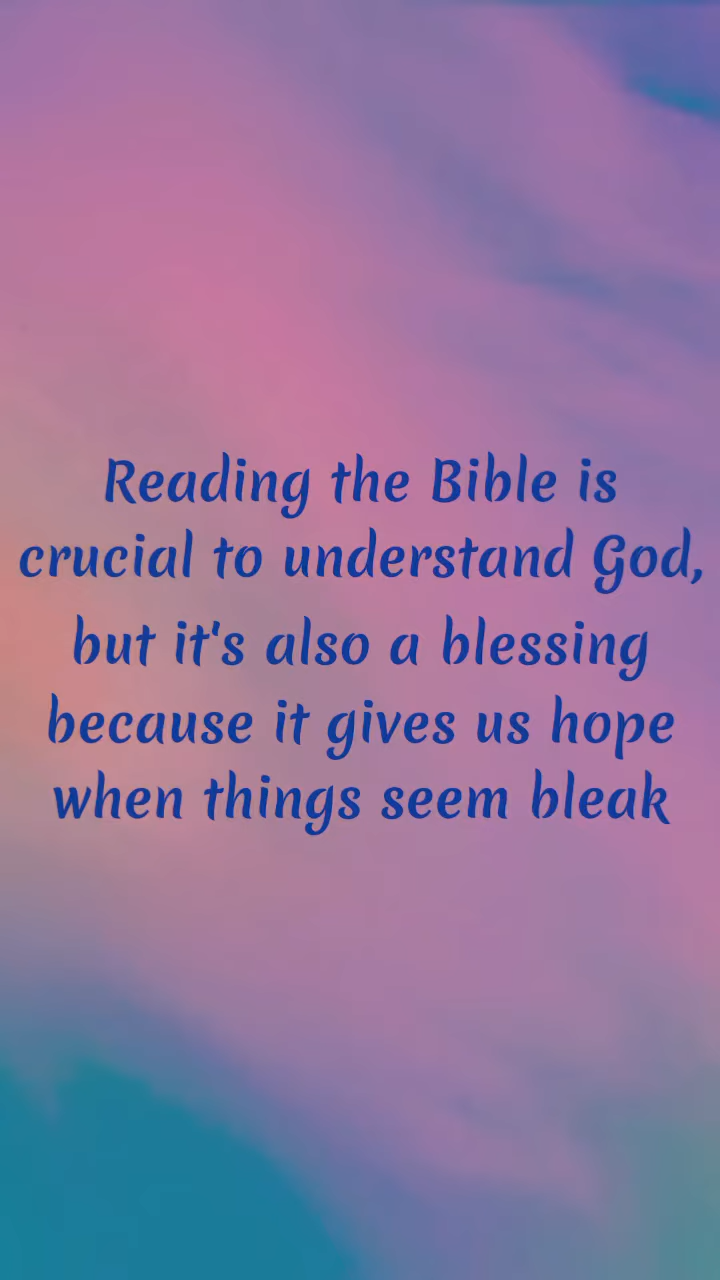 Reading the Bible is
crucial to understand God,
but it's also a blessing
because it gives us hope
when things seem bleak